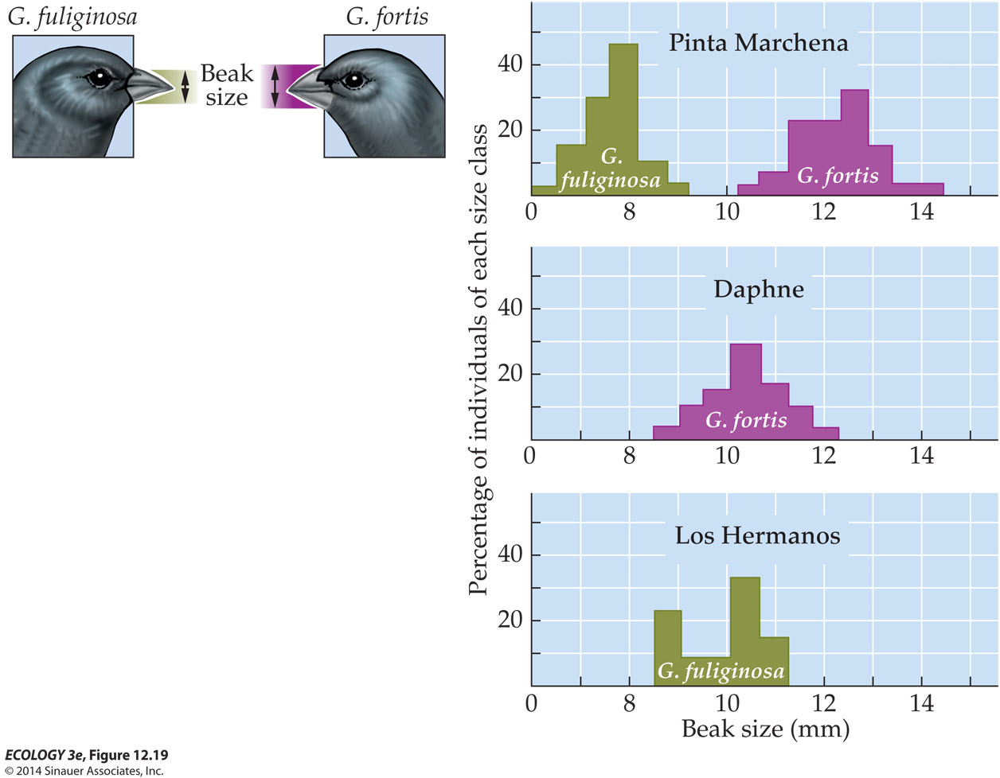 G. fuliginosa
G. fortis
Beak
size
Percentage of individuals of each size class
Pinta Marchena
40
20
G.
fuliginosa
G. fortis
0 8 10 12 14
Daphne
40
20
G. fortis
0 8 10 12 14
Los Hermanos
40
20
G. fuliginosa
0 8 10 12 14
Beak size (mm)
ECOLOGY 3e, Figure 12.19
© 2014 Sinauer Associates, Inc.